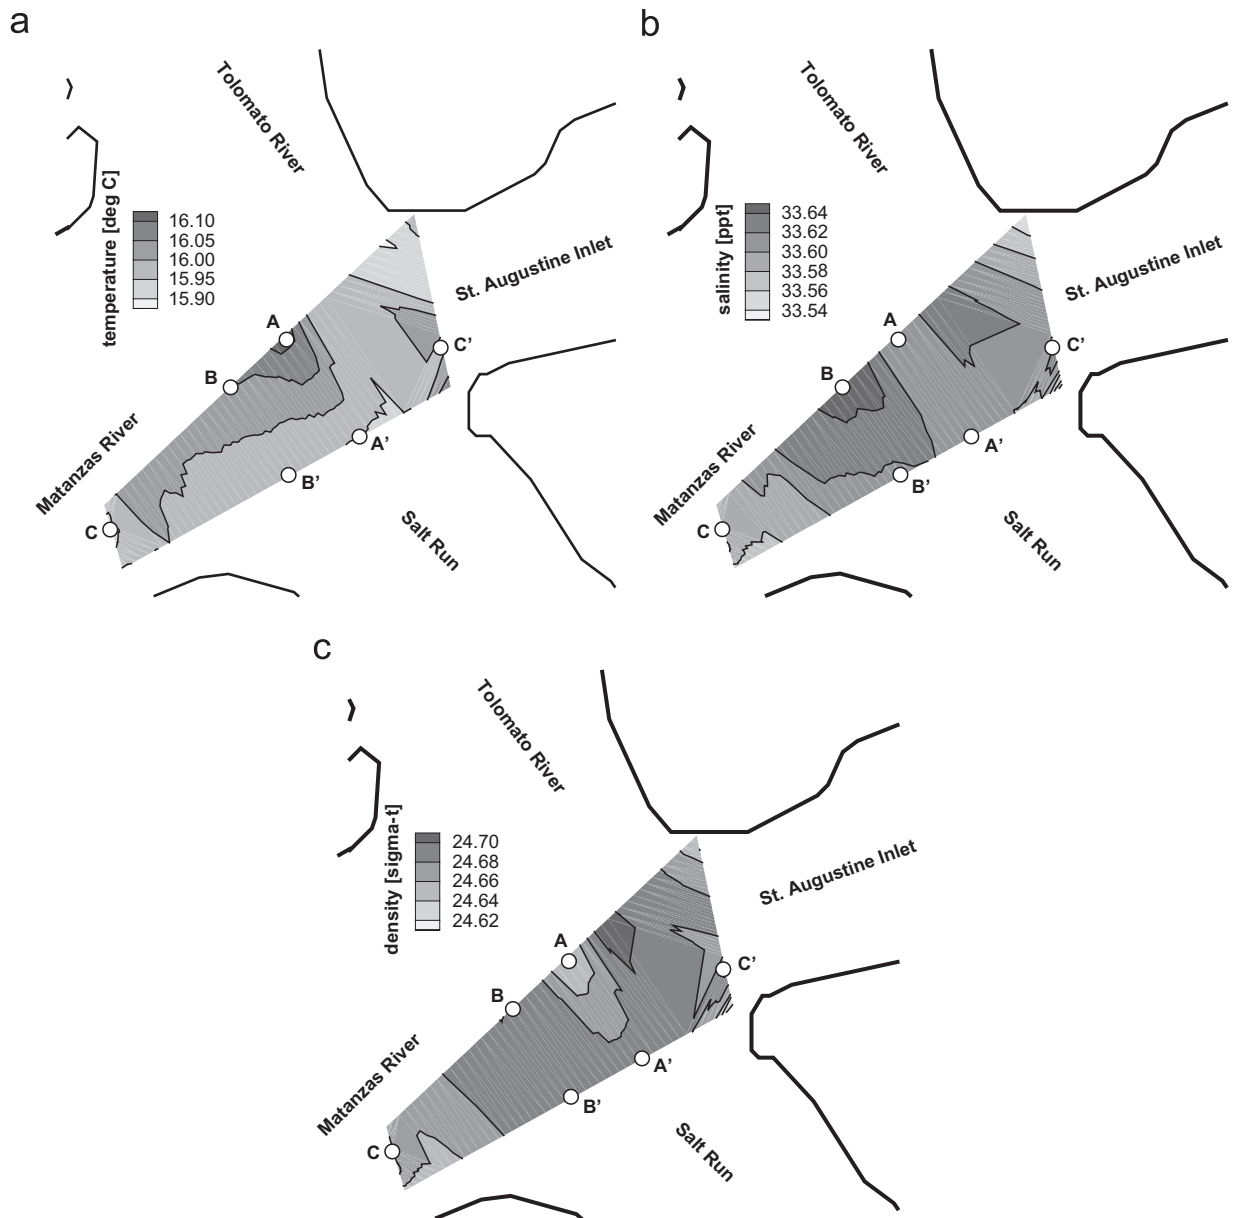 a
Tolomato River
temperature [deg C]
16.10
16.05
16.00
15.95
15.90
St. Augustine Inlet
A
C'
B
Matanzas River
A'
B'
C
Salt Run
b
Tolomato River
salinity [ppt]
33.64
33.62
33.60
33.58
33.56
33.54
St. Augustine Inlet
A
C'
B
Matanzas River
A'
B'
C
Salt Run
c
Tolomato River
density [sigma-t]
24.70
24.68
24.66
24.64
24.62
St. Augustine Inlet
A
C'
B
Matanzas River
A'
B'
C
Salt Run